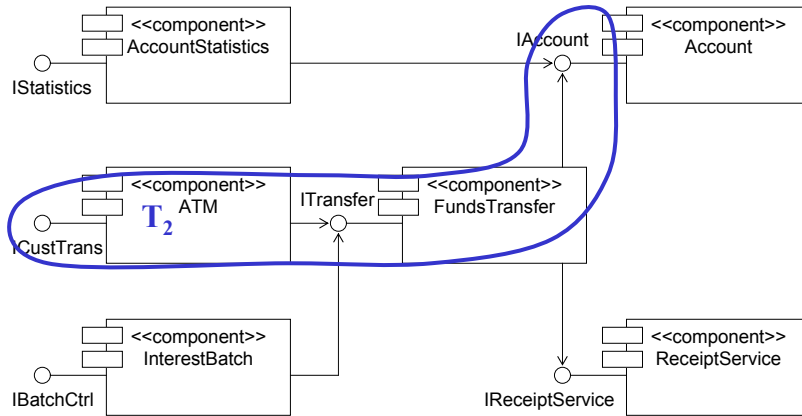 <<component>>
AccountStatistics
IStatistics
IAccount
<<component>>
Account
<<component>>
ATM
T2
ICustTrans
ITransfer
<<component>>
FundsTransfer
<<component>>
InterestBatch
IBatchCtrl
<<component>>
ReceiptService
IReceiptService